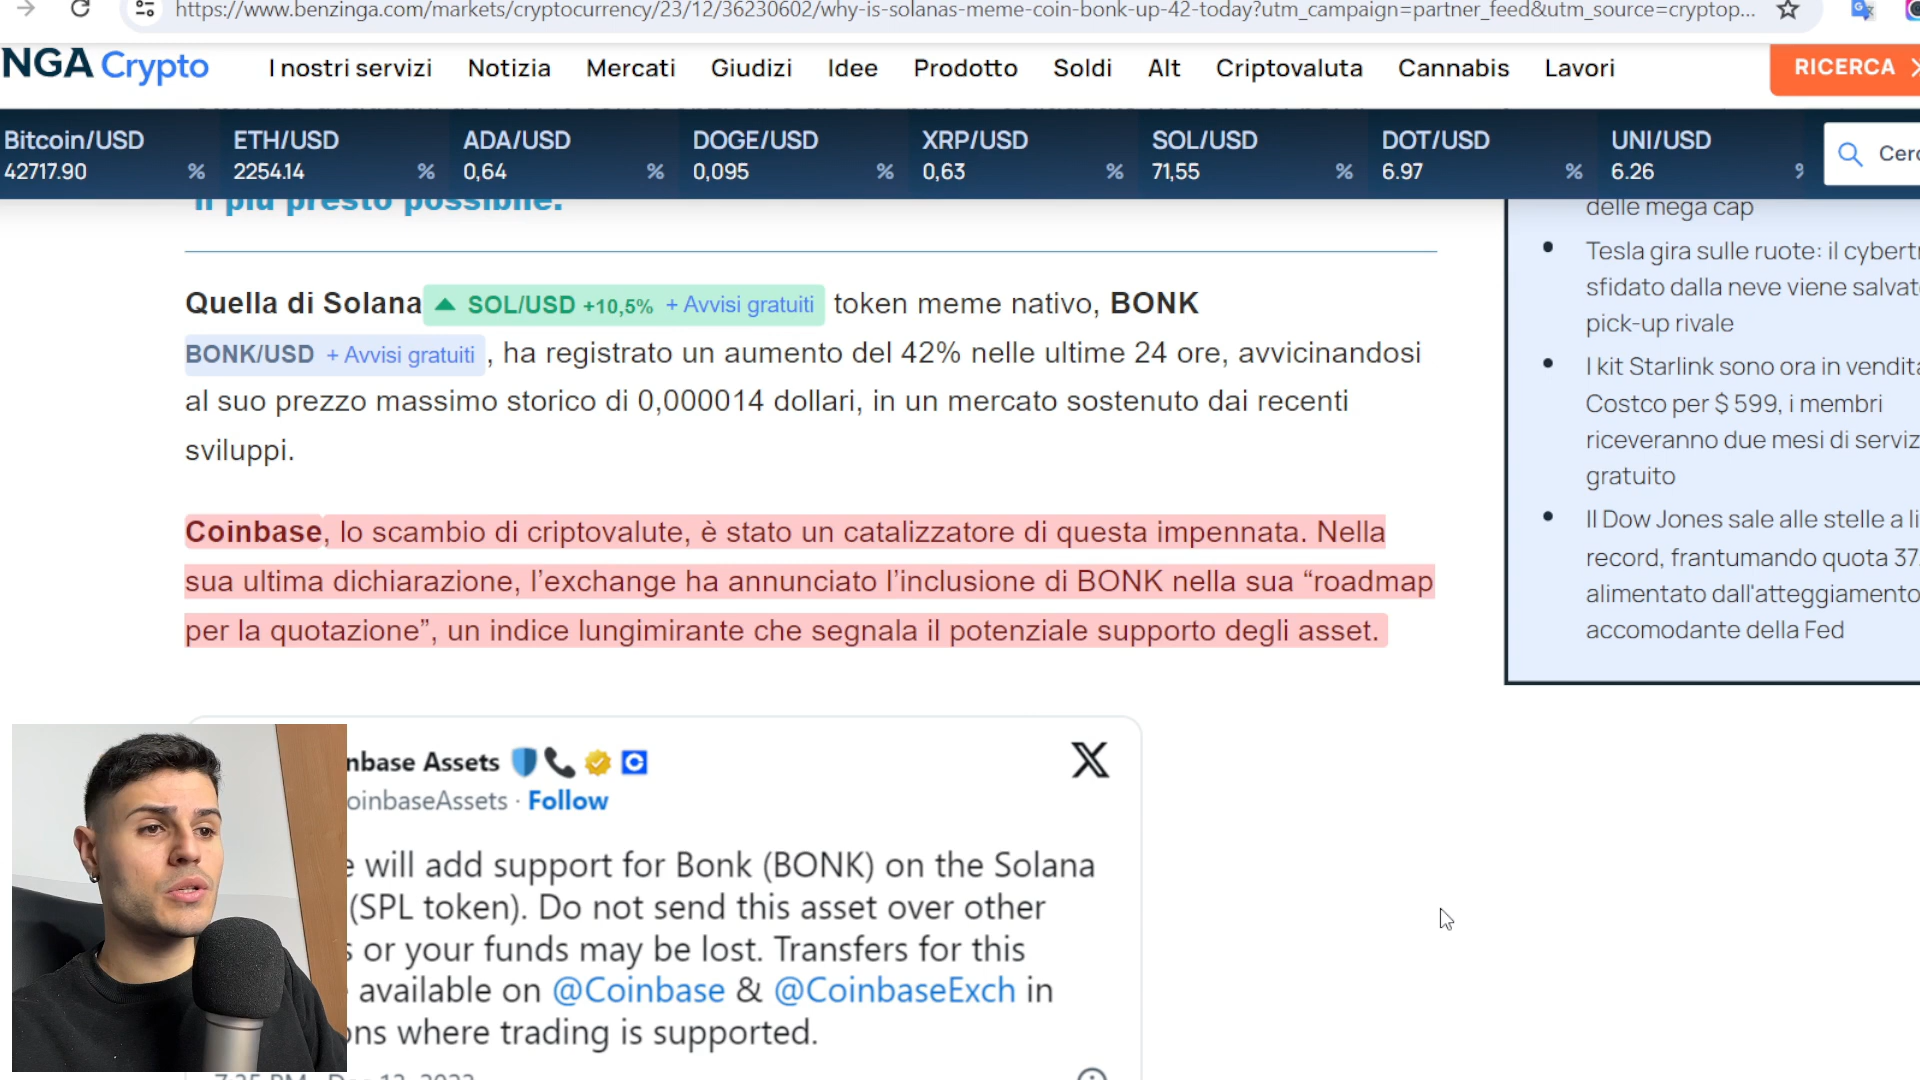 https://www.benzinga.com/markets/cryptocurrency/23/12/36230602/why-is-solanas-meme-coin-bonk-up-42-today?utm_campaign=partner_feed&utm_source=cryptop...
NGA Crypto
I nostri servizi Notizia Mercati Giudizi Idee Prodotto Soldi Alt Criptovaluta Cannabis Lavori
RICERCA
Bitcoin/USD ETH/USD ADA/USD DOGE/USD XRP/USD SOL/USD DOT/USD UNI/USD
42717.90 % 2254.14 % 0,64 % 0,095 % 0,63 % 71,55 % 6.97 % 6.26
Cerc
il più presto possibile.
Quella di Solana ▲ SOL/USD +10,5% + Avvisi gratuiti token meme nativo, BONK
BONK/USD + Avvisi gratuiti , ha registrato un aumento del 42% nelle ultime 24 ore, avvicinandosi
al suo prezzo massimo storico di 0,000014 dollari, in un mercato sostenuto dai recenti
sviluppi.
Coinbase, lo scambio di criptovalute, è stato un catalizzatore di questa impennata. Nella
sua ultima dichiarazione, l’exchange ha annunciato l’inclusione di BONK nella sua “roadmap
per la quotazione”, un indice lungimirante che segnala il potenziale supporto degli asset.
delle mega cap
• Tesla gira sulle ruote: il cybertr
sfidato dalla neve viene salvat
pick-up rivale
• I kit Starlink sono ora in vendita
Costco per $ 599, i membri
riceveranno due mesi di serviz
gratuito
• Il Dow Jones sale alle stelle a li
record, frantumando quota 37.
alimentato dall'atteggiamento
accomodante della Fed
nbase Assets
oinbaseAssets · Follow
X
e will add support for Bonk (BONK) on the Solana
(SPL token). Do not send this asset over other
s or your funds may be lost. Transfers for this
available on @Coinbase & @CoinbaseExch in
ons where trading is supported.
7:35 PM · Dec 13, 2023